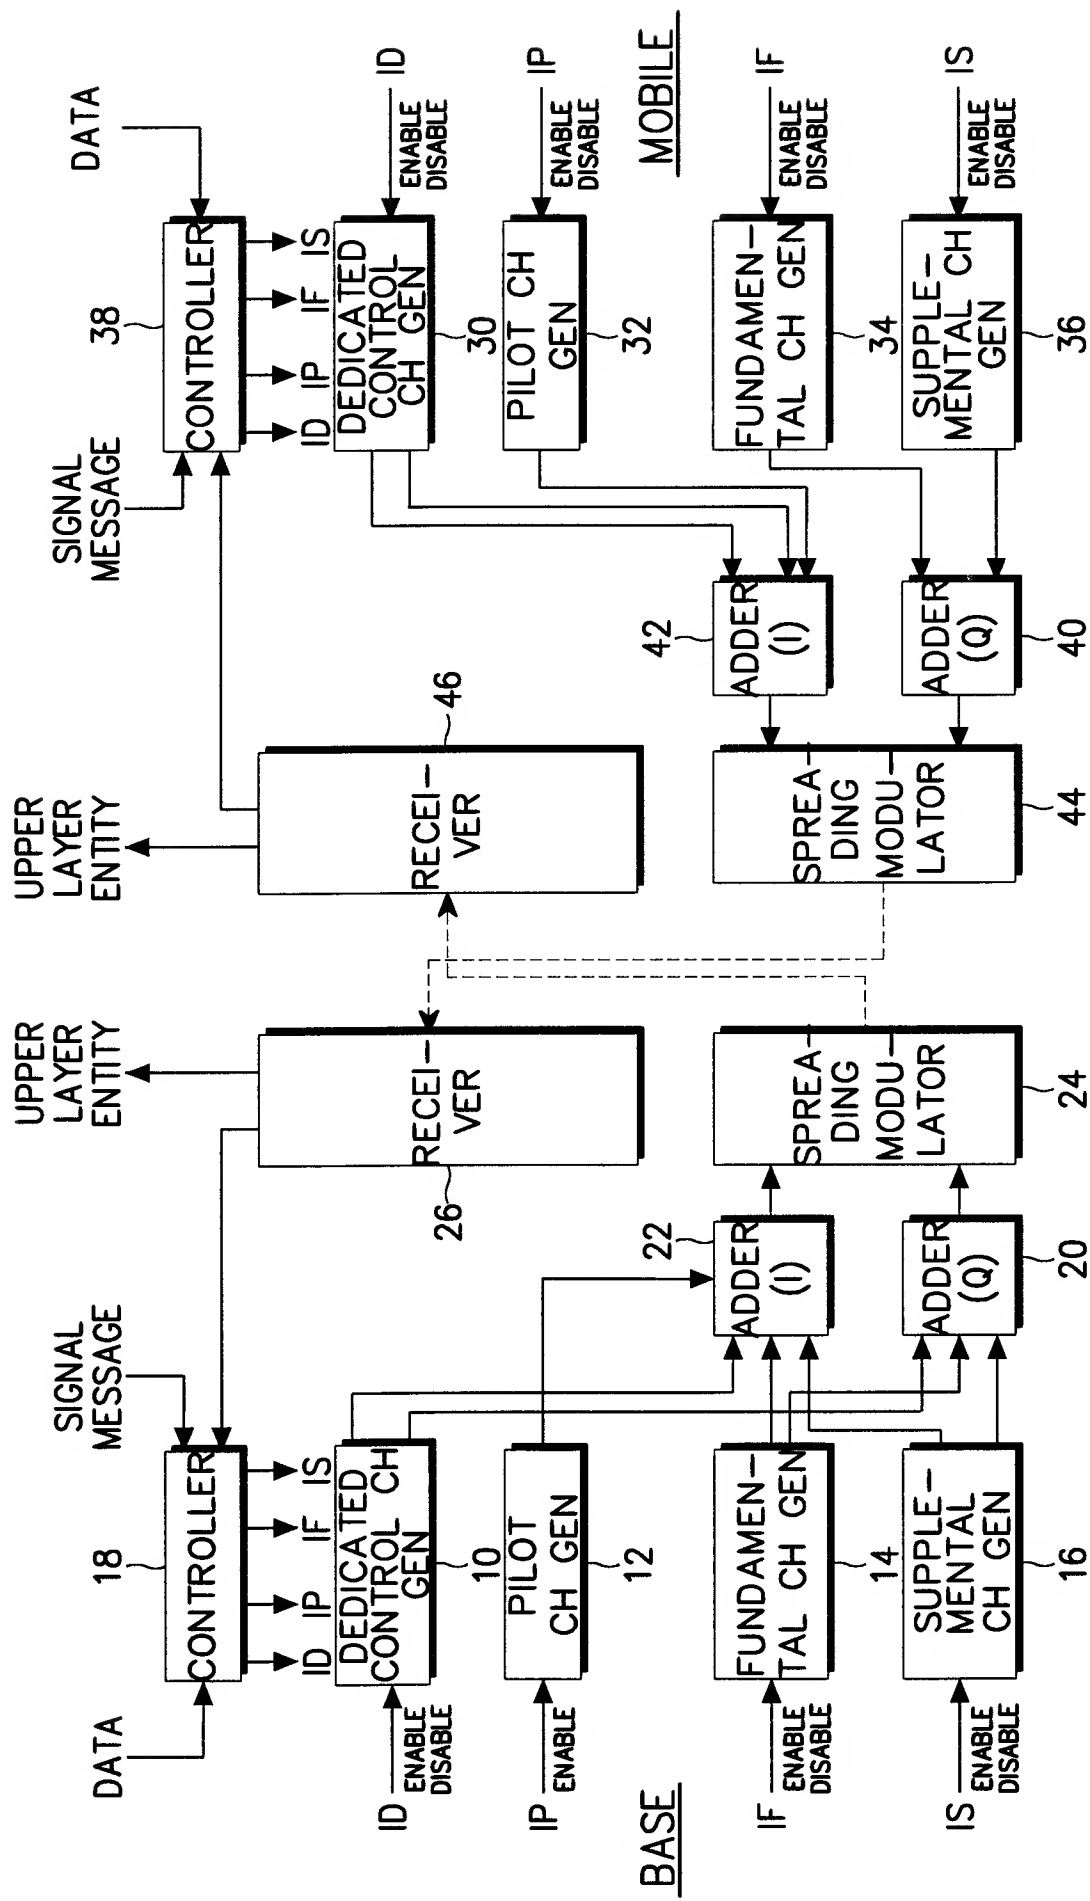 DATA
18
CONTROLLER
SIGNAL
MESSAGE
ID
IP
IF
IS
ID
ENABLE
DISABLE
DEDICATED
CONTROL CH
GEN
10
IP
ENABLE
PILOT
CH GEN
12
BASE
IF
ENABLE
DISABLE
FUNDAMEN-
TAL CH GEN
14
IS
ENABLE
DISABLE
SUPPLE-
MENTAL
CH GEN
16
22
ADDER
(I)
ADDER
(Q)
20
UPPER
LAYER
ENTITY
26
RECEI-
VER
SPREA-
DING
MODU-
LATOR
24
UPPER
LAYER
ENTITY
46
RECEI-
VER
SPREA-
DING
MODU-
LATOR
44
42
ADDER
(I)
ADDER
(Q)
40
SIGNAL
MESSAGE
38
CONTROLLER
DATA
ID
IP
IF
IS
DEDICATED
CONTROL
CH GEN
30
ID
ENABLE
DISABLE
PILOT CH
GEN
32
IP
ENABLE
DISABLE
MOBILE
FUNDAMEN-
TAL CH GEN
34
IF
ENABLE
DISABLE
SUPPLE-
MENTAL CH
GEN
36
IS
ENABLE
DISABLE